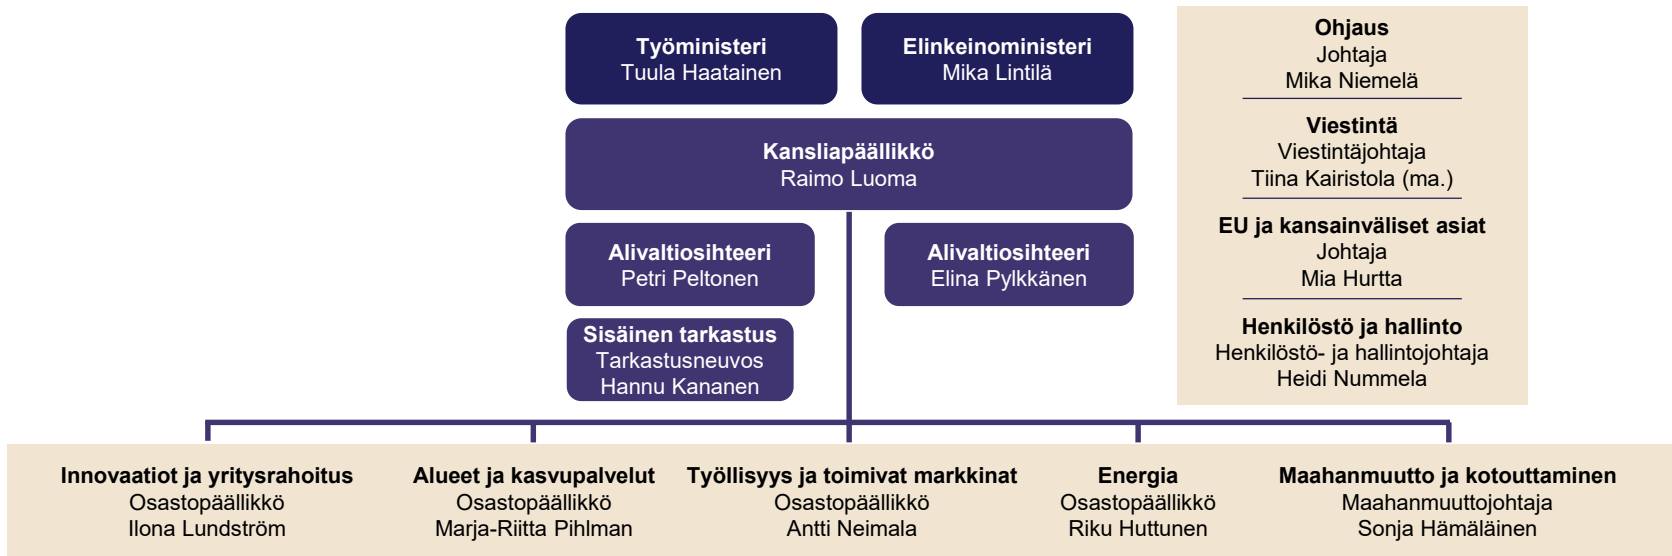 Työministeri
Tuula Haatainen
Elinkeinoministeri
Mika Lintilä
Kansliapäällikkö
Raimo Luoma
Alivaltiosihteeri
Petri Peltonen
Alivaltiosihteeri
Elina Pylkkänen
Sisäinen tarkastus
Tarkastusneuvos
Hannu Kananen
Ohjaus
Johtaja
Mika Niemelä
Viestintä
Viestintäjohtaja
Tiina Kairistola (ma.)
EU ja kansainväliset asiat
Johtaja
Mia Hurtta
Henkilöstö ja hallinto
Henkilöstö- ja hallintojohtaja
Heidi Nummela
Innovaatiot ja yritysrahoitus
Osastopäällikkö
Ilona Lundström
Alueet ja kasvupalvelut
Osastopäällikkö
Marja-Riitta Pihlman
Työllisyys ja toimivat markkinat
Osastopäällikkö
Antti Neimala
Energia
Osastopäällikkö
Riku Huttunen
Maahanmuutto ja kotouttaminen
Maahanmuuttojohtaja
Sonja Hämäläinen